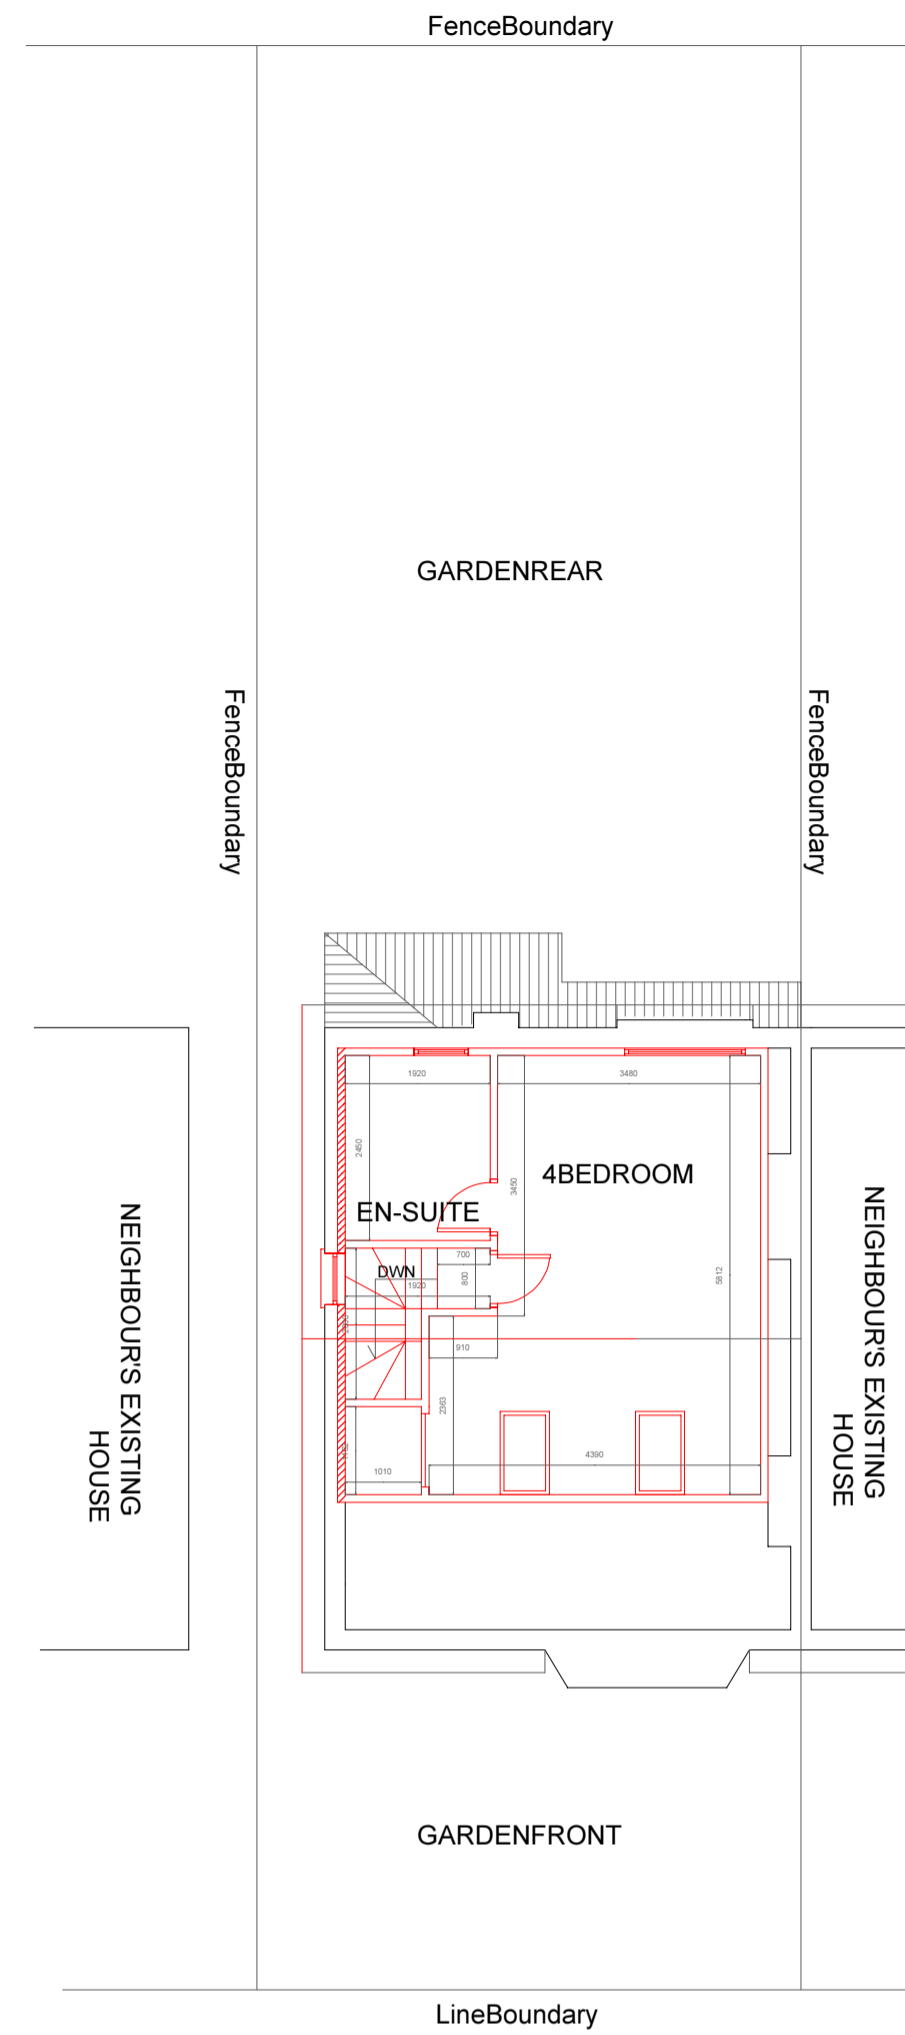 FenceBoundary
GARDENREAR
FenceBoundary
FenceBoundary
1920
3480
2450
3450
4BEDROOM
EN-SUITE
700
DWN
1920
800
5812
910
2363
4390
1010
NEIGHBOUR'S EXISTING
HOUSE
NEIGHBOUR'S EXISTING
HOUSE
GARDENFRONT
LineBoundary